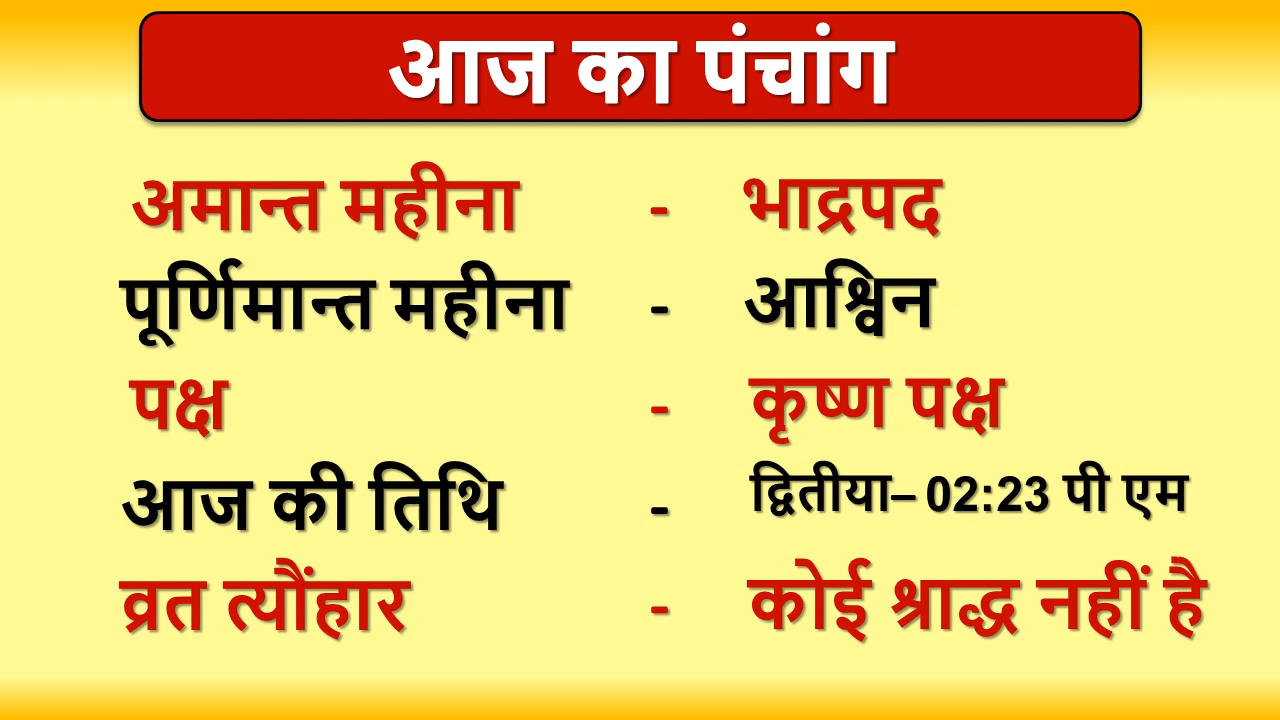 आज का पंचांग
अमान्त महीना - भाद्रपद
पूर्णिमान्त महीना - आश्विन
पक्ष - कृष्ण पक्ष
आज की तिथि - द्वितीया– 02:23 पी एम
व्रत त्यौंहार - कोई श्राद्ध नहीं है